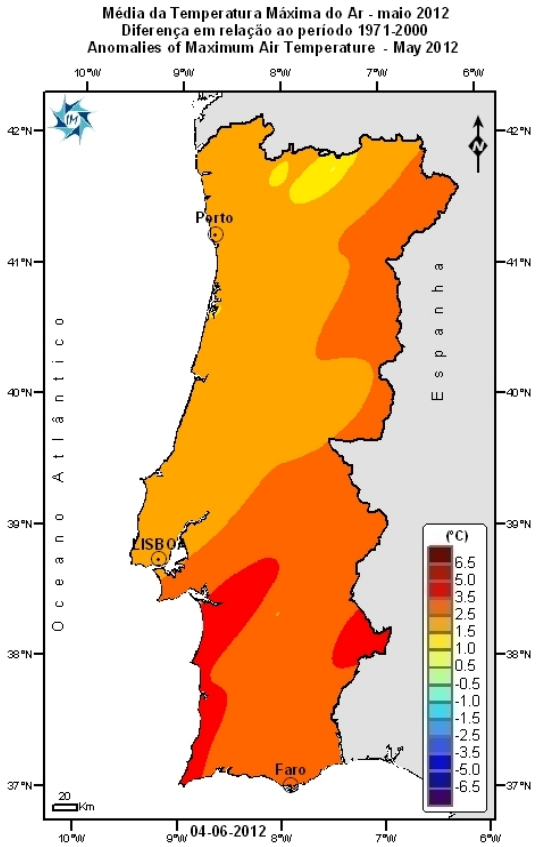 Média da Temperatura Máxima do Ar - maio 2012
Diferença em relação ao período 1971-2000
Anomalies of Maximum Air Temperature - May 2012
10°W
9°W
8°W
7°W
6°W
IM
N
42°N
42°N
Porto
41°N
41°N
Espanha
Oceano Atlântico
40°N
40°N
39°N
39°N
LISBOA
(°C)
6.5
5.0
3.5
2.5
1.5
1.0
0.5
-0.5
-1.0
-1.5
-2.5
-3.5
-5.0
-6.5
38°N
38°N
Faro
37°N
37°N
20
Km
04-06-2012
10°W
9°W
8°W
7°W
6°W